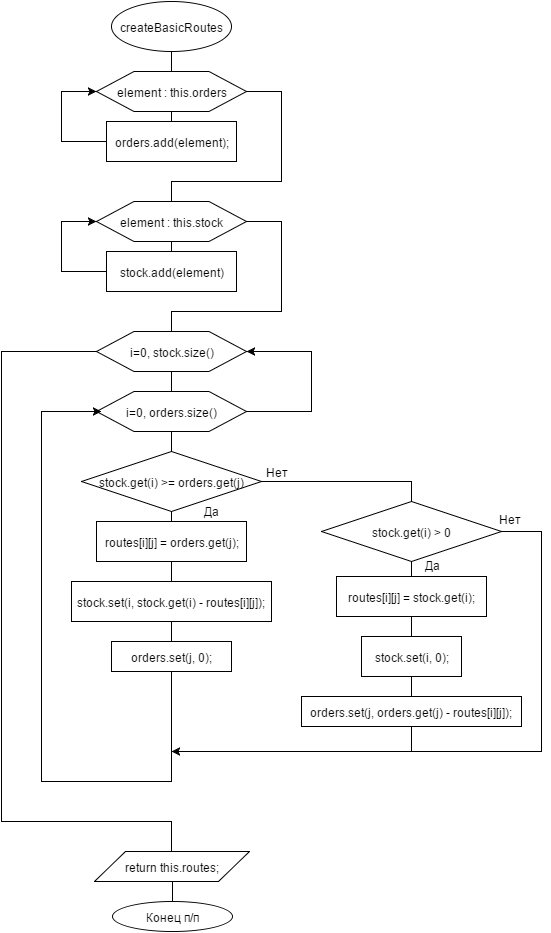 createBasicRoutes
element : this.orders
orders.add(element);
element : this.stock
stock.add(element)
i=0, stock.size()
i=0, orders.size()
stock.get(i) >= orders.get(j)
Нет
Да
routes[i][j] = orders.get(j);
stock.set(i, stock.get(i) - routes[i][j]);
orders.set(j, 0);
stock.get(i) > 0
Нет
Да
routes[i][j] = stock.get(i);
stock.set(i, 0);
orders.set(j, orders.get(j) - routes[i][j]);
return this.routes;
Конец п/п